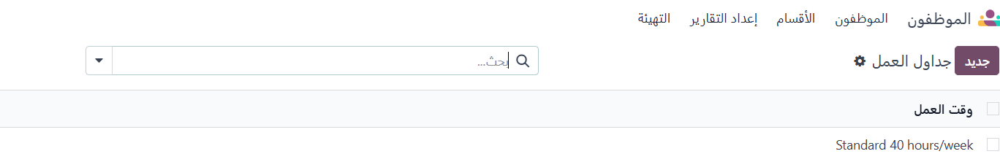 الموظفون الموظفون الأقسام إعداد التقارير التهيئة
جديد جداول العمل بحث...
وقت العمل
Standard 40 hours/week